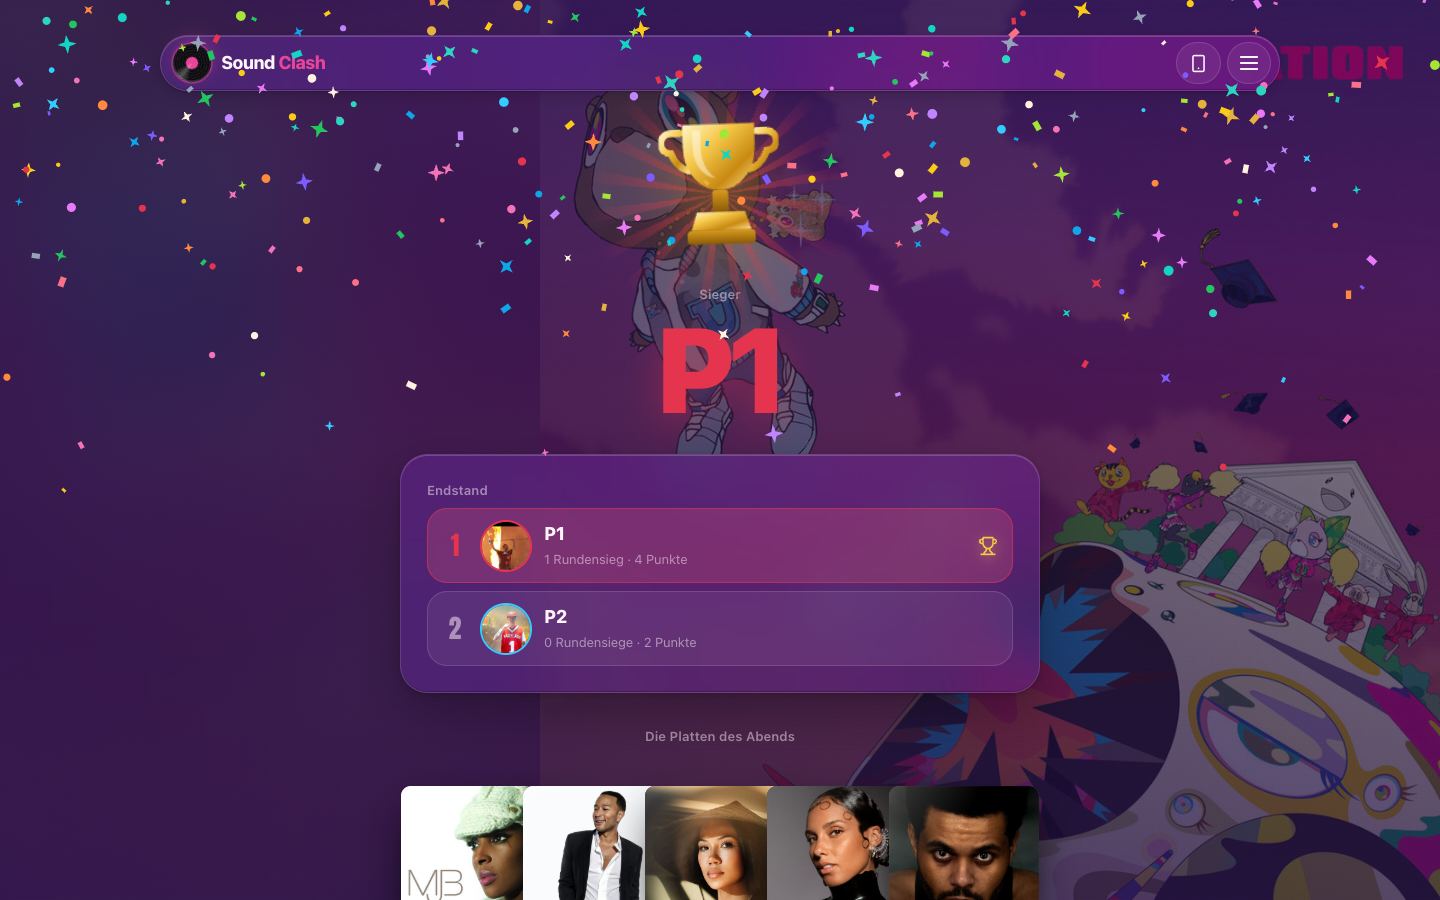 Sound Clash
TION
Sieger
P1
Endstand
1
P1
1 Rundensieg · 4 Punkte
2
P2
0 Rundensiege · 2 Punkte
Die Platten des Abends
MJB